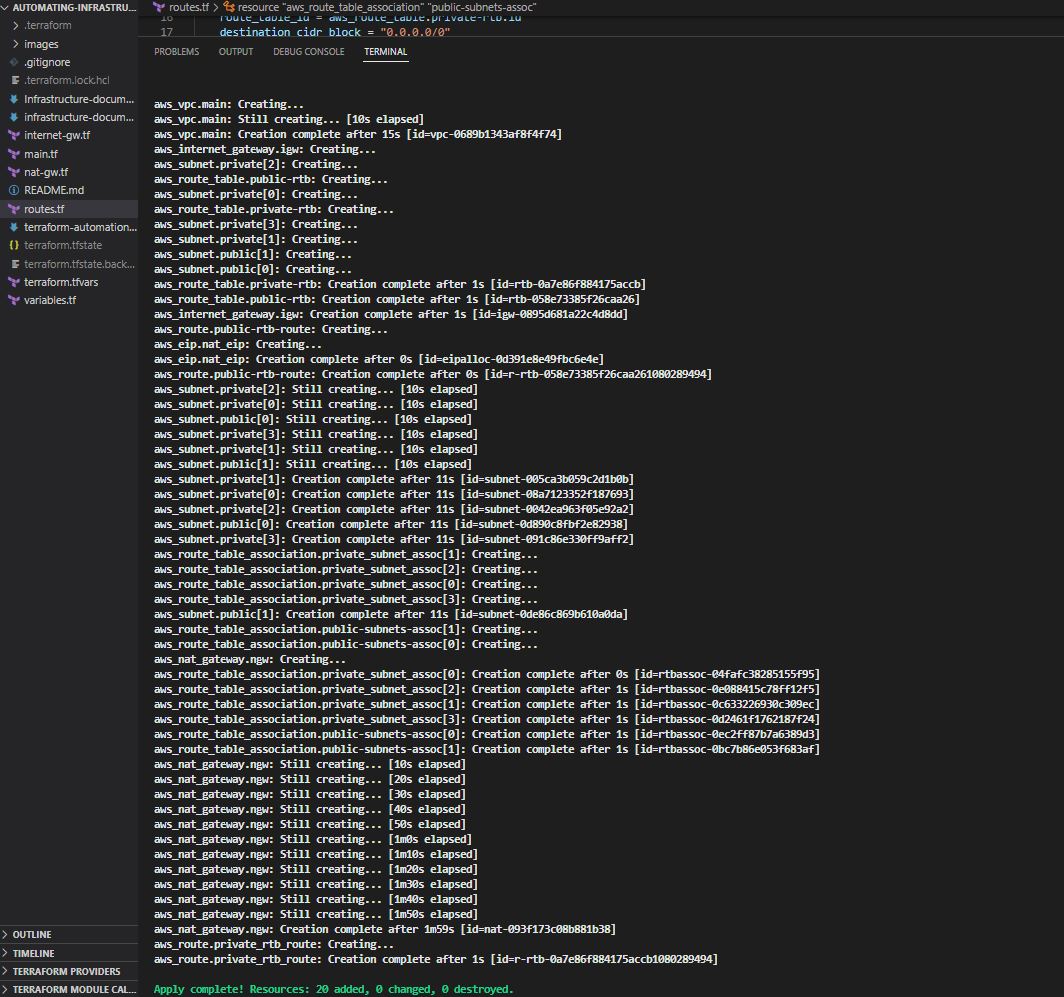 AUTOMATING-INFRASTRU...
.terraform
images
.gitignore
.terraform.lock.hcl
Infrastructure-docum...
infrastructure-docum...
internet-gw.tf
main.tf
nat-gw.tf
README.md
routes.tf
terraform-automation...
terraform.tfstate
terraform.tfstate.back...
terraform.tfvars
variables.tf
OUTLINE
TIMELINE
TERRAFORM PROVIDERS
TERRAFORM MODULE CAL...
routes.tf > resource "aws_route_table_association" "public-subnets-assoc"
16 route_table_id = aws_route_table.private-rtb.id
17 destination_cidr_block = "0.0.0.0/0"
PROBLEMS OUTPUT DEBUG CONSOLE TERMINAL
aws_vpc.main: Creating...
aws_vpc.main: Still creating... [10s elapsed]
aws_vpc.main: Creation complete after 15s [id=vpc-0689b1343af8f4f74]
aws_internet_gateway.igw: Creating...
aws_subnet.private[2]: Creating...
aws_route_table.public-rtb: Creating...
aws_subnet.private[0]: Creating...
aws_route_table.private-rtb: Creating...
aws_subnet.private[3]: Creating...
aws_subnet.private[1]: Creating...
aws_subnet.public[1]: Creating...
aws_subnet.public[0]: Creating...
aws_route_table.private-rtb: Creation complete after 1s [id=rtb-0a7e86f884175accb]
aws_route_table.public-rtb: Creation complete after 1s [id=rtb-058e73385f26caa26]
aws_internet_gateway.igw: Creation complete after 1s [id=igw-0895d681a22c4d8dd]
aws_route.public-rtb-route: Creating...
aws_eip.nat_eip: Creating...
aws_eip.nat_eip: Creation complete after 0s [id=eipalloc-0d391e8e49fbc6e4e]
aws_route.public-rtb-route: Creation complete after 0s [id=r-rtb-058e73385f26caa261080289494]
aws_subnet.private[2]: Still creating... [10s elapsed]
aws_subnet.private[0]: Still creating... [10s elapsed]
aws_subnet.public[0]: Still creating... [10s elapsed]
aws_subnet.private[3]: Still creating... [10s elapsed]
aws_subnet.private[1]: Still creating... [10s elapsed]
aws_subnet.public[1]: Still creating... [10s elapsed]
aws_subnet.private[1]: Creation complete after 11s [id=subnet-005ca3b059c2d1b0b]
aws_subnet.private[0]: Creation complete after 11s [id=subnet-08a7123352f187693]
aws_subnet.private[2]: Creation complete after 11s [id=subnet-0042ea963f05e92a2]
aws_subnet.public[0]: Creation complete after 11s [id=subnet-0d890c8fbf2e82938]
aws_subnet.private[3]: Creation complete after 11s [id=subnet-091c86e330ff9aff2]
aws_route_table_association.private_subnet_assoc[1]: Creating...
aws_route_table_association.private_subnet_assoc[2]: Creating...
aws_route_table_association.private_subnet_assoc[0]: Creating...
aws_route_table_association.private_subnet_assoc[3]: Creating...
aws_subnet.public[1]: Creation complete after 11s [id=subnet-0de86c869b610a0da]
aws_route_table_association.public-subnets-assoc[1]: Creating...
aws_route_table_association.public-subnets-assoc[0]: Creating...
aws_nat_gateway.ngw: Creating...
aws_route_table_association.private_subnet_assoc[0]: Creation complete after 0s [id=rtbassoc-04fafc38285155f95]
aws_route_table_association.private_subnet_assoc[2]: Creation complete after 1s [id=rtbassoc-0e088415c78ff12f5]
aws_route_table_association.private_subnet_assoc[1]: Creation complete after 1s [id=rtbassoc-0c633226930c309ec]
aws_route_table_association.private_subnet_assoc[3]: Creation complete after 1s [id=rtbassoc-0d2461f1762187f24]
aws_route_table_association.public-subnets-assoc[0]: Creation complete after 1s [id=rtbassoc-0ec2ff87b7a6389d3]
aws_route_table_association.public-subnets-assoc[1]: Creation complete after 1s [id=rtbassoc-0bc7b86e053f683af]
aws_nat_gateway.ngw: Still creating... [10s elapsed]
aws_nat_gateway.ngw: Still creating... [20s elapsed]
aws_nat_gateway.ngw: Still creating... [30s elapsed]
aws_nat_gateway.ngw: Still creating... [40s elapsed]
aws_nat_gateway.ngw: Still creating... [50s elapsed]
aws_nat_gateway.ngw: Still creating... [1m0s elapsed]
aws_nat_gateway.ngw: Still creating... [1m10s elapsed]
aws_nat_gateway.ngw: Still creating... [1m20s elapsed]
aws_nat_gateway.ngw: Still creating... [1m30s elapsed]
aws_nat_gateway.ngw: Still creating... [1m40s elapsed]
aws_nat_gateway.ngw: Still creating... [1m50s elapsed]
aws_nat_gateway.ngw: Creation complete after 1m59s [id=nat-093f173c08b881b38]
aws_route.private_rtb_route: Creating...
aws_route.private_rtb_route: Creation complete after 1s [id=r-rtb-0a7e86f884175accb1080289494]
Apply complete! Resources: 20 added, 0 changed, 0 destroyed.